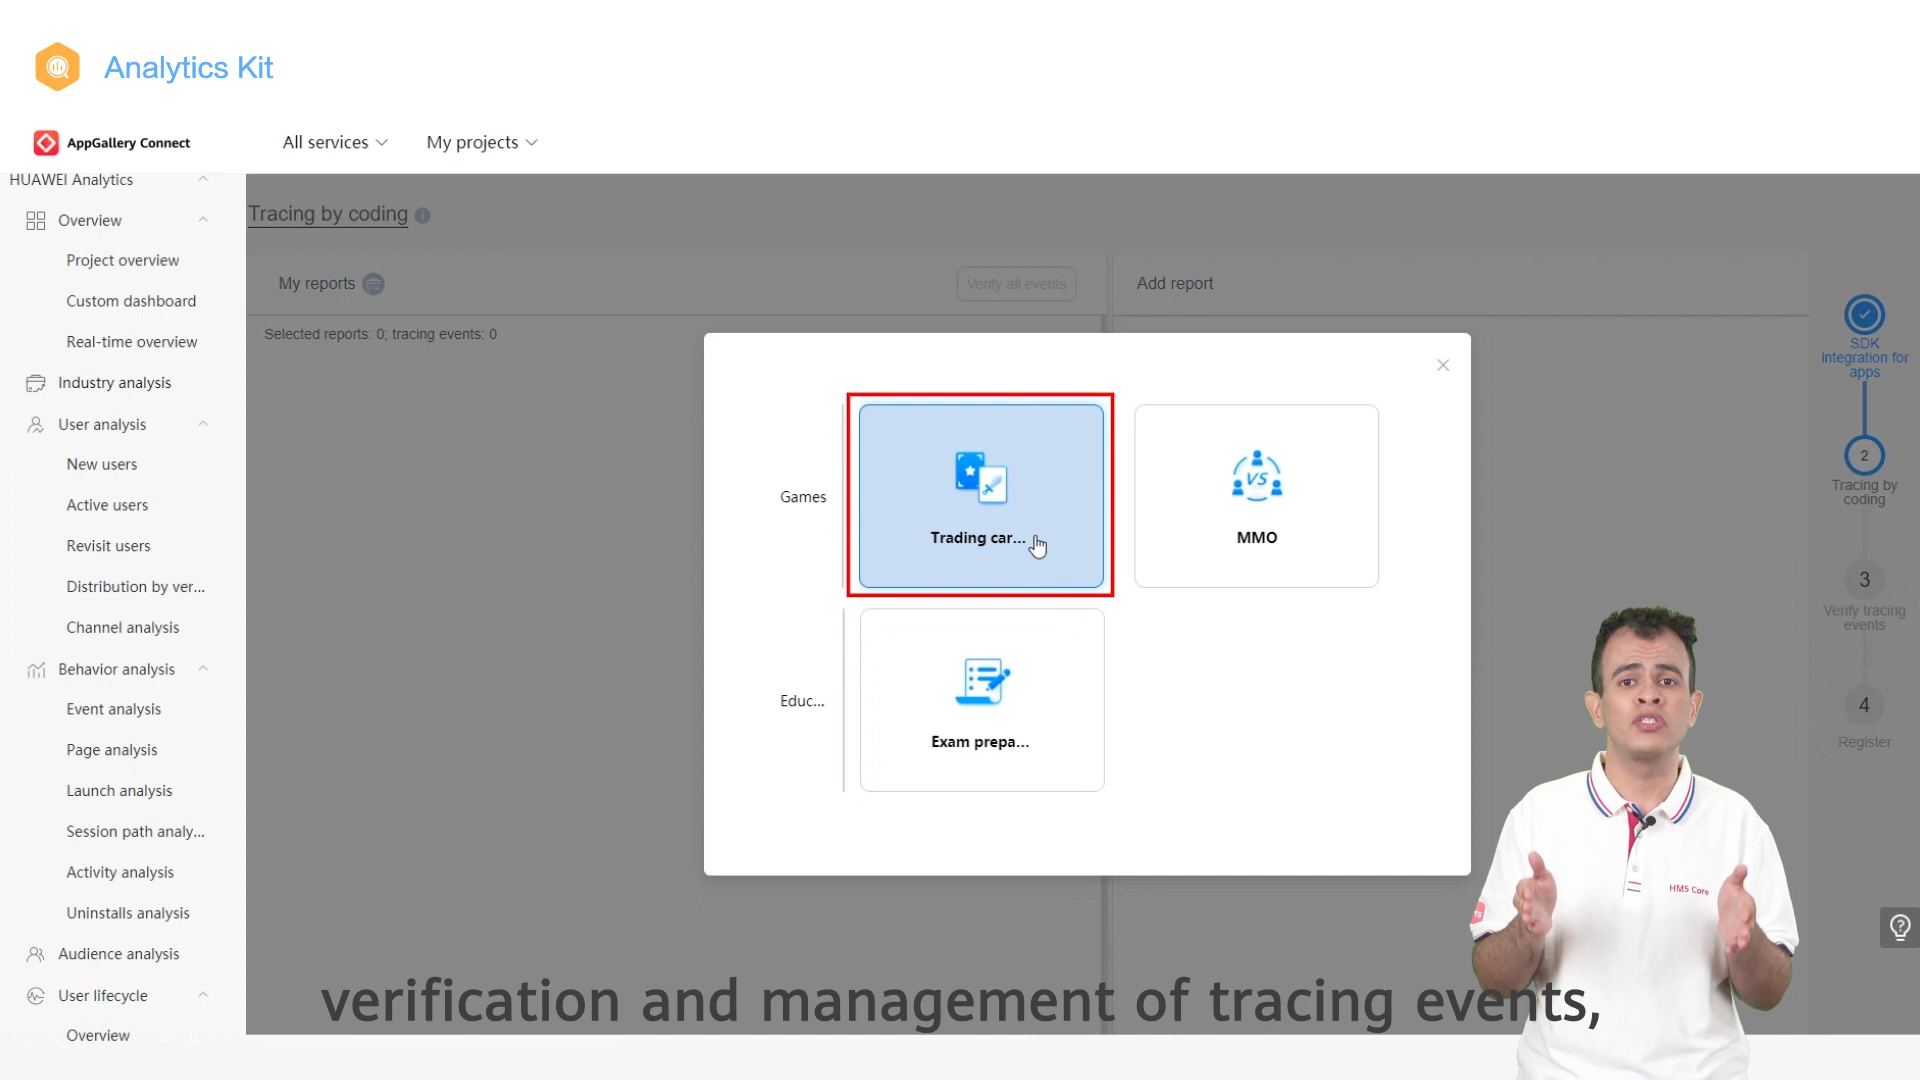 Analytics Kit
AppGallery Connect
All services
My projects
HUAWEI Analytics
Overview
Project overview
Custom dashboard
Real-time overview
Industry analysis
User analysis
New users
Active users
Revisit users
Distribution by ver...
Channel analysis
Behavior analysis
Event analysis
Page analysis
Launch analysis
Session path analy...
Activity analysis
Uninstalls analysis
Audience analysis
User lifecycle
Overview
Tracing by coding
My reports
Verify all events
Add report
Selected reports: 0; tracing events: 0
Games
Trading car...
VS
MMO
Educ...
Exam prepa...
SDK
integration for
apps
2
Tracing by
coding
3
Verify tracing
events
4
Register
HMS Core
verification and management of tracing events,